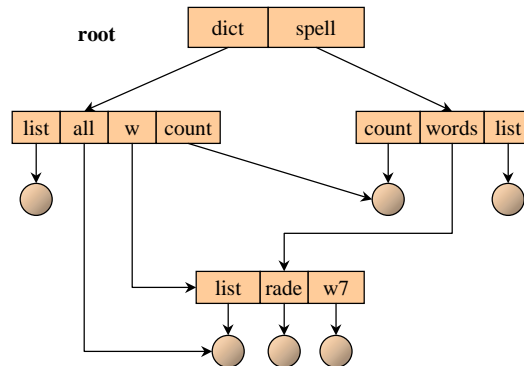 root
dict spell
list all w count
count words list
list rade w7